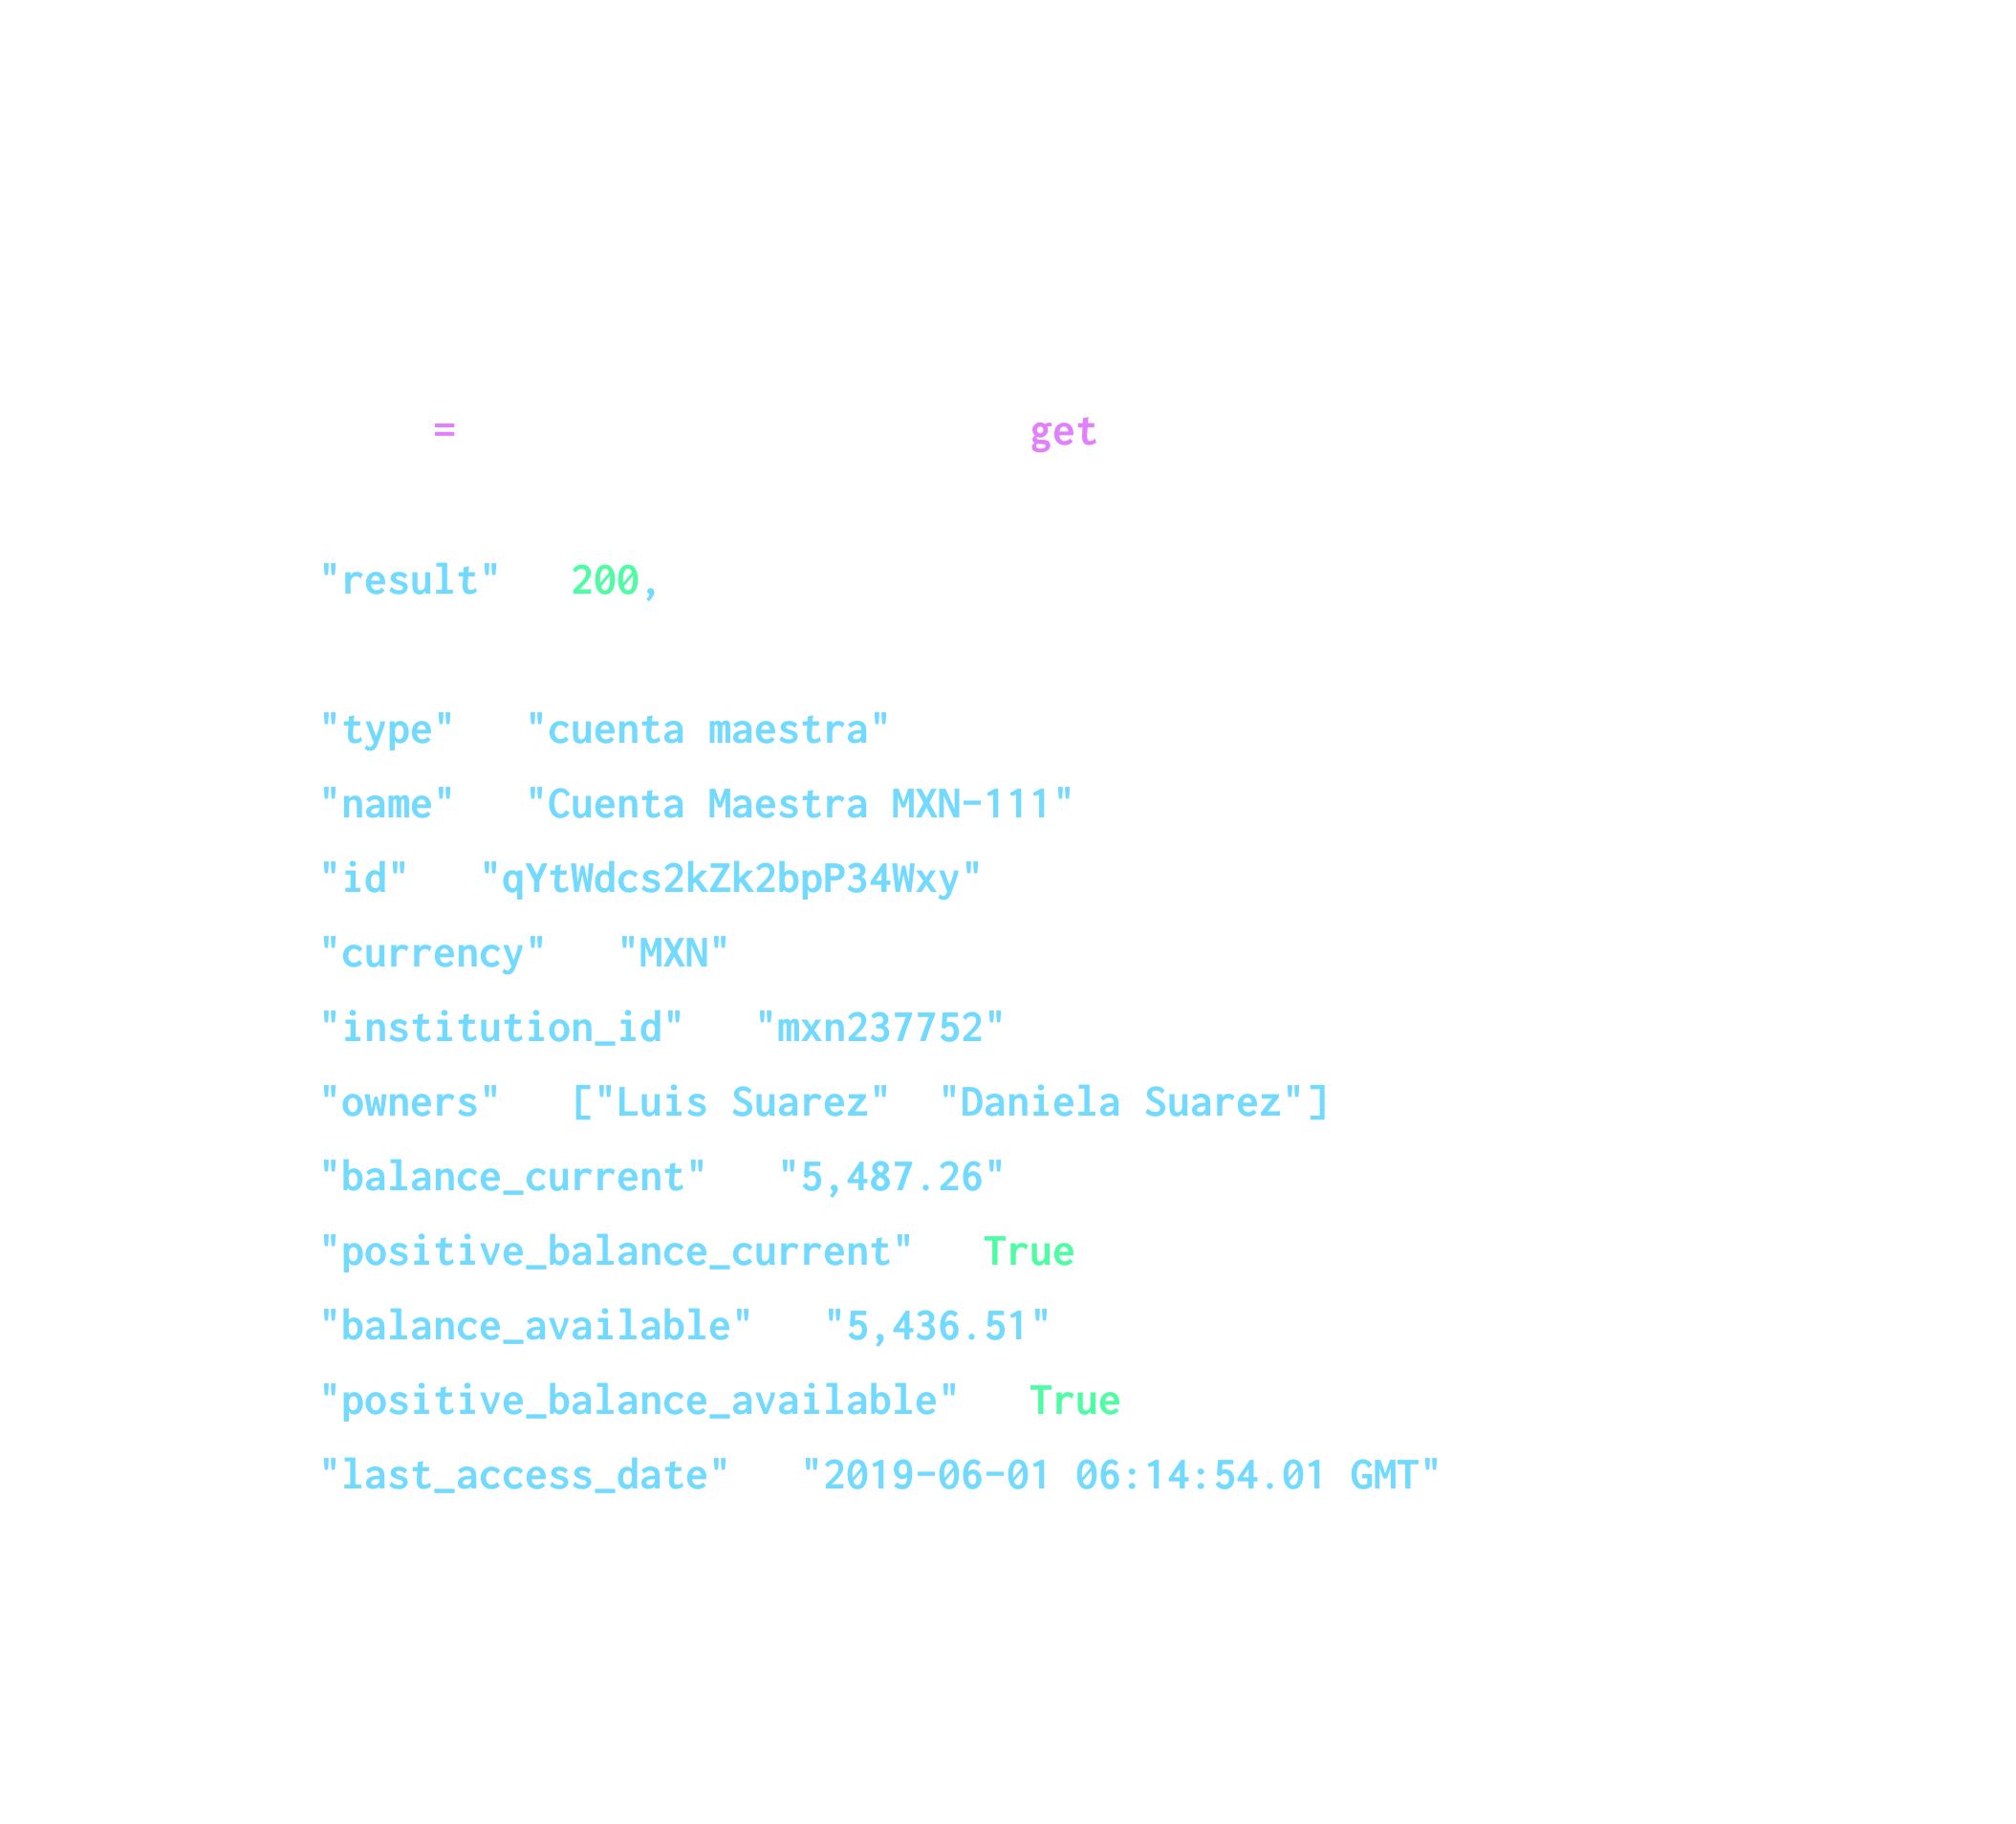 = get
"result" 200,
"type" "cuenta maestra"
"name" "Cuenta Maestra MXN-111"
"id" "qYtWdcs2kZk2bpP34Wxy"
"currency" "MXN"
"institution_id" "mxn237752"
"owners" ["Luis Suarez" "Daniela Suarez"]
"balance_current" "5,487.26"
"positive_balance_current" True
"balance_available" "5,436.51"
"positive_balance_available" True
"last_access_date" "2019-06-01 06:14:54.01 GMT"